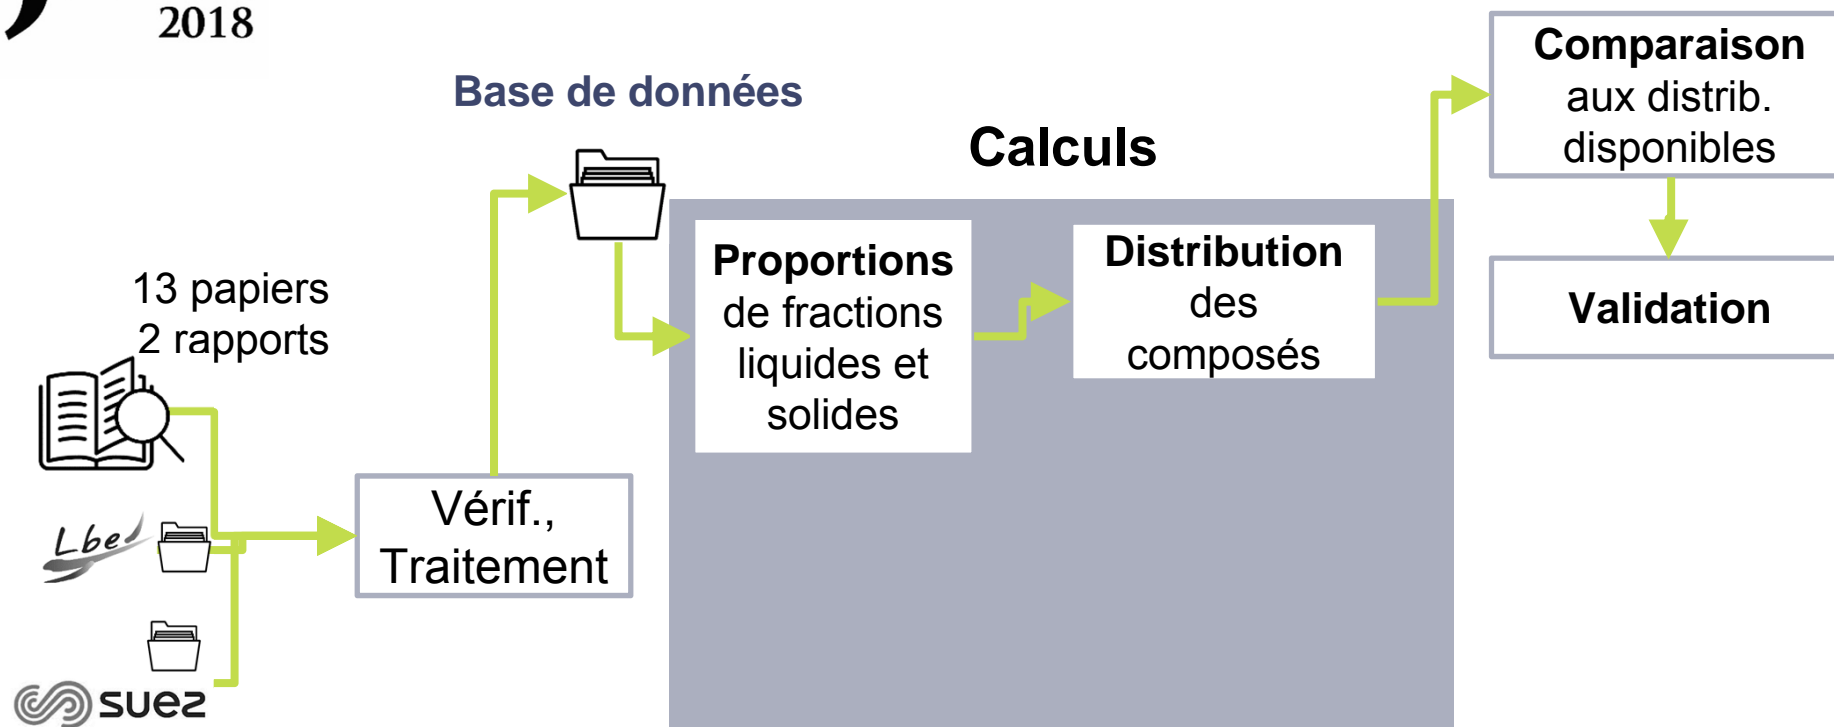 2018
Base de données
Calculs
Comparaison
aux distrib.
disponibles
Validation
Proportions
de fractions
liquides et
solides
Distribution
des
composés
13 papiers
2 rapports
Vérif.,
Traitement
Lbe
suez